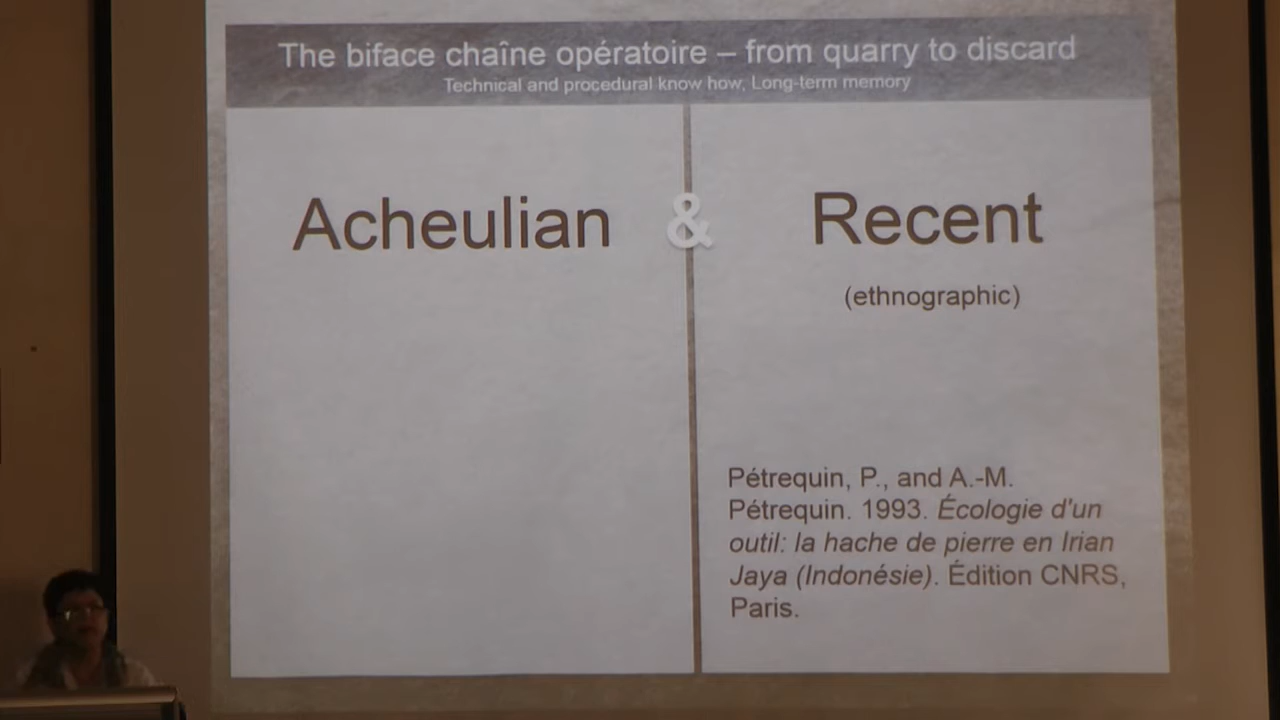 The biface chaîne opératoire – from quarry to discard
Technical and procedural know how, Long-term memory
Acheulian & Recent
(ethnographic)
Pétrequin, P., and A.-M.
Pétrequin. 1993. Écologie d'un
outil: la hache de pierre en Irian
Jaya (Indonésie). Édition CNRS,
Paris.